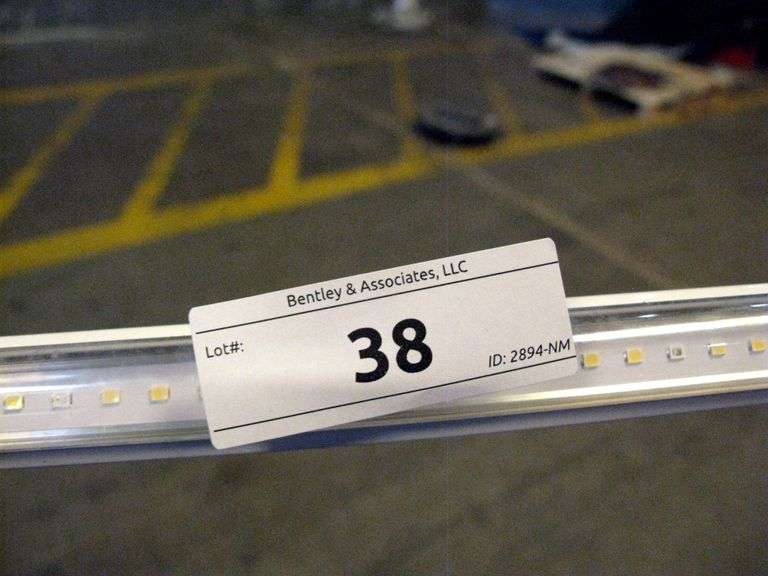 Bentley & Associates, LLC
Lot#:
38
ID: 2894-NM